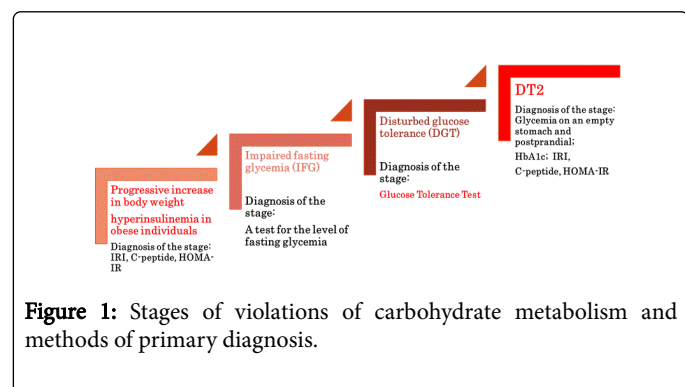 Progressive increase
in body weight
hyperinsulinemia in
obese individuals
Diagnosis of the stage:
IRI, C-peptide, HOMA-
IR
Impaired fasting
glycemia (IFG)
Diagnosis of the
stage:
A test for the level of
fasting glycemia
Disturbed glucose
tolerance (DGT)
Diagnosis of the
stage:
Glucose Tolerance Test
DT2
Diagnosis of the stage:
Glycemia on an empty
stomach and
postprandial;
HbA1c; IRI,
C-peptide, HOMA-IR
Figure 1: Stages of violations of carbohydrate metabolism and
methods of primary diagnosis.